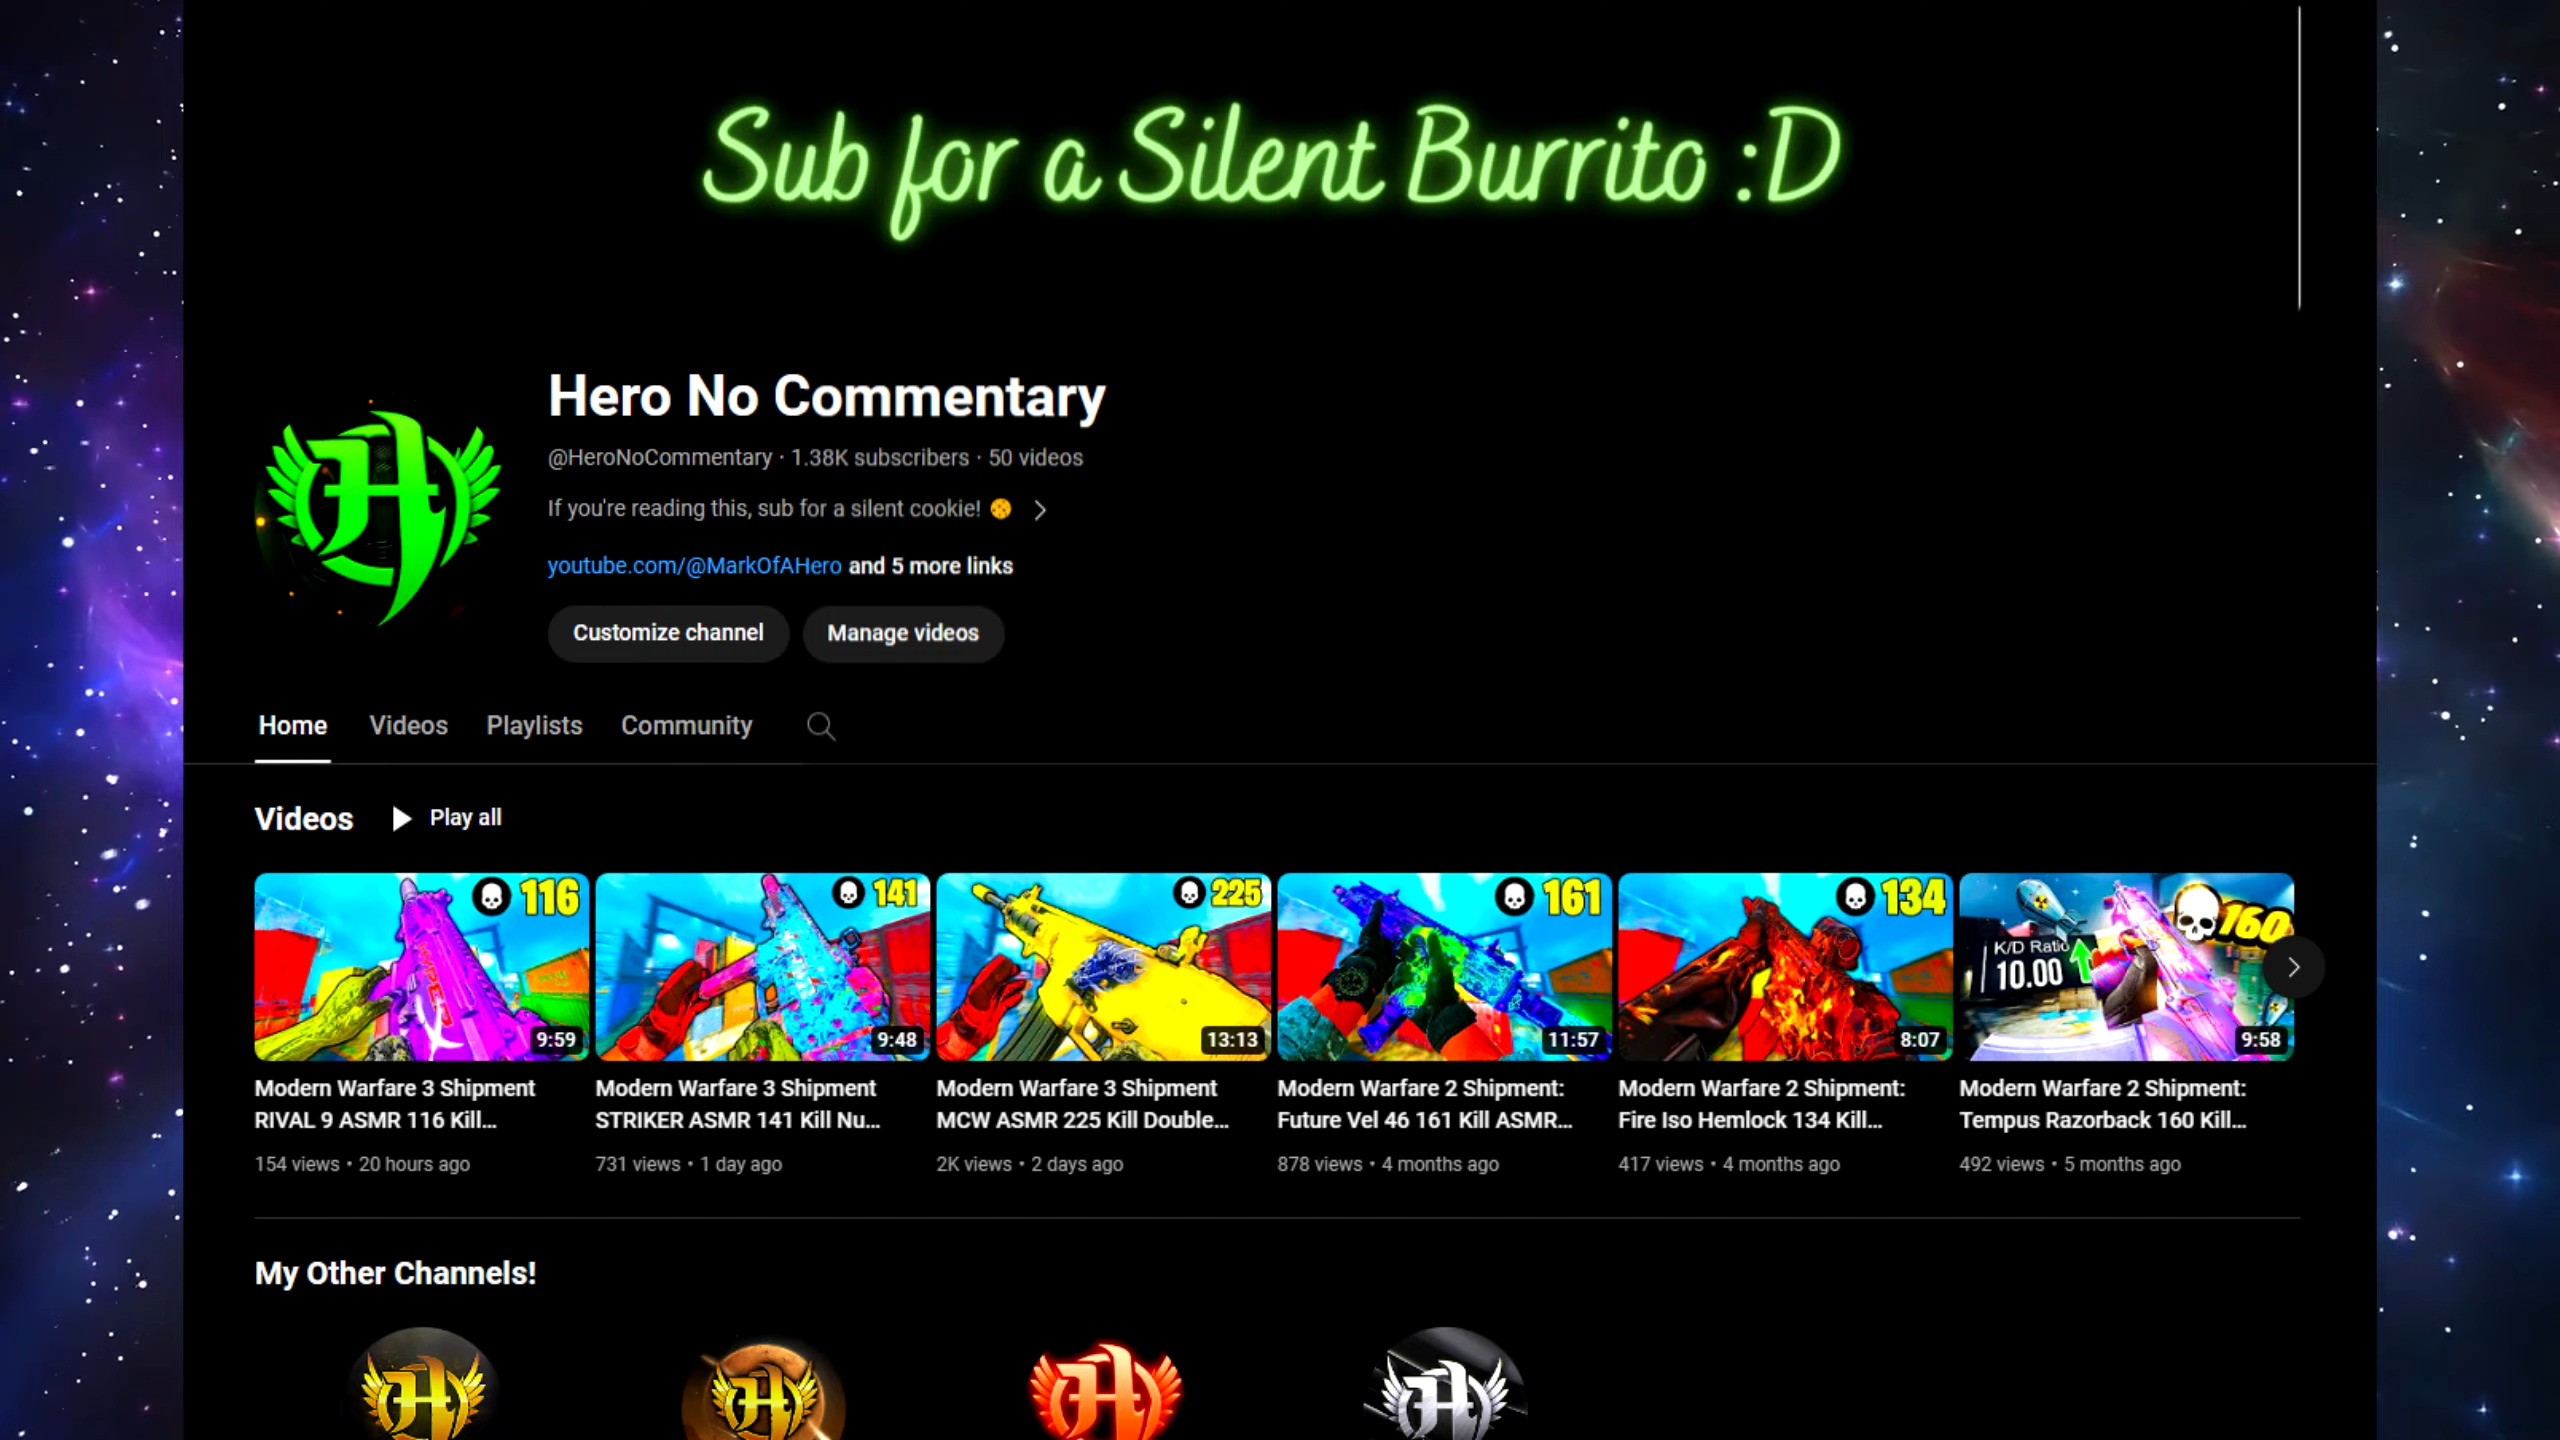 Sub for a Silent Burrito :D
Hero No Commentary
@HeroNoCommentary · 1.38K subscribers · 50 videos
If you're reading this, sub for a silent cookie! 🍪
youtube.com/@MarkOfAHero and 5 more links
Customize channel Manage videos
Home Videos Playlists Community
Videos Play all
116 9:59
141 9:48
225 13:13
161 11:57
134 8:07
K/D Ratio
10.00
160 9:58
Modern Warfare 3 Shipment
RIVAL 9 ASMR 116 Kill...
154 views • 20 hours ago
Modern Warfare 3 Shipment
STRIKER ASMR 141 Kill Nu...
731 views • 1 day ago
Modern Warfare 3 Shipment
MCW ASMR 225 Kill Double...
2K views • 2 days ago
Modern Warfare 2 Shipment:
Future Vel 46 161 Kill ASMR...
878 views • 4 months ago
Modern Warfare 2 Shipment:
Fire Iso Hemlock 134 Kill...
417 views • 4 months ago
Modern Warfare 2 Shipment:
Tempus Razorback 160 Kill...
492 views • 5 months ago
My Other Channels!